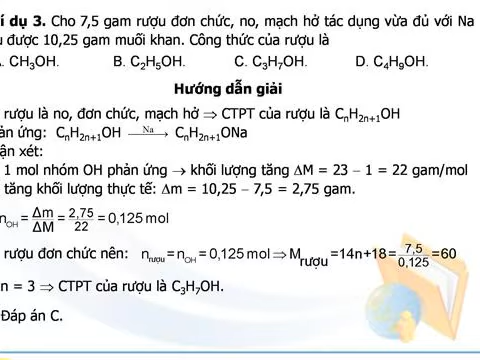 í dụ 3. Cho 7,5 gam rượu đơn chức, no, mạch hở tác dụng vừa đủ với Na
u được 10,25 gam muối khan. Công thức của rượu là
. CH₃OH. B. C₂H₅OH. C. C₃H₇OH. D. C₄H₉OH.
Hướng dẫn giải
rượu là no, đơn chức, mạch hở ⇒ CTPT của rượu là CₙH₂ₙ₊₁OH
ản ứng: CₙH₂ₙ₊₁OH —Na→ CₙH₂ₙ₊₁ONa
ận xét:
1 mol nhóm OH phản ứng → khối lượng tăng ΔM = 23 – 1 = 22 gam/mol
tăng khối lượng thực tế: Δm = 10,25 – 7,5 = 2,75 gam.
n_OH = Δm/ΔM = 2,75/22 = 0,125 mol
rượu đơn chức nên: n_rượu = n_OH = 0,125 mol ⇒ M_rượu = 14n+18 = 7,5/0,125 = 60
n = 3 ⇒ CTPT của rượu là C₃H₇OH.
Đáp án C.